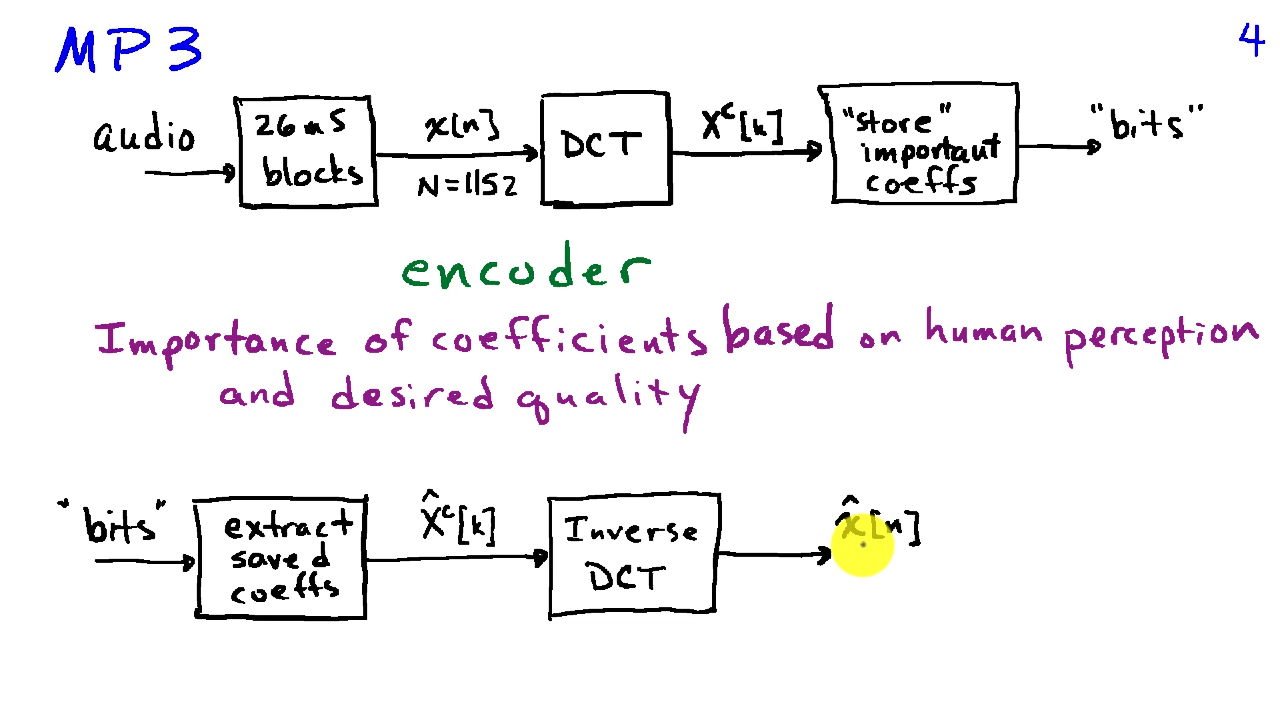 MP3
4
audio
26 mS
blocks
x[n]
N=1152
DCT
Xᶜ[k]
"store"
important
coeffs
"bits"
encoder
Importance of coefficients based on human perception
and desired quality
"bits"
extract
saved
coeffs
X̂ᶜ[k]
Inverse
DCT
x̂[n]